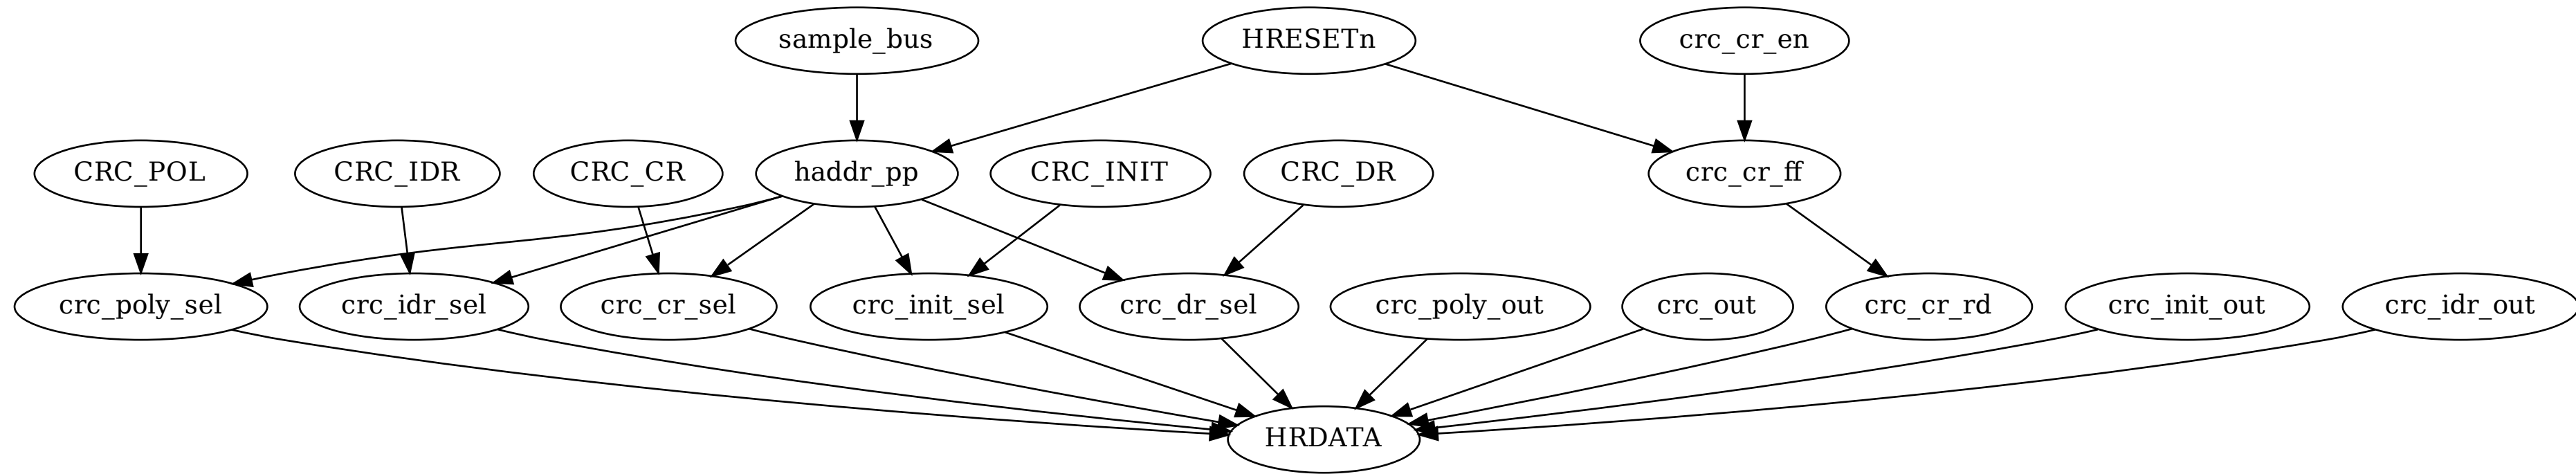 sample_bus
HRESETn
crc_cr_en
CRC_POL
CRC_IDR
CRC_CR
haddr_pp
CRC_INIT
CRC_DR
crc_cr_ff
crc_poly_sel
crc_idr_sel
crc_cr_sel
crc_init_sel
crc_dr_sel
crc_poly_out
crc_out
crc_cr_rd
crc_init_out
crc_idr_out
HRDATA